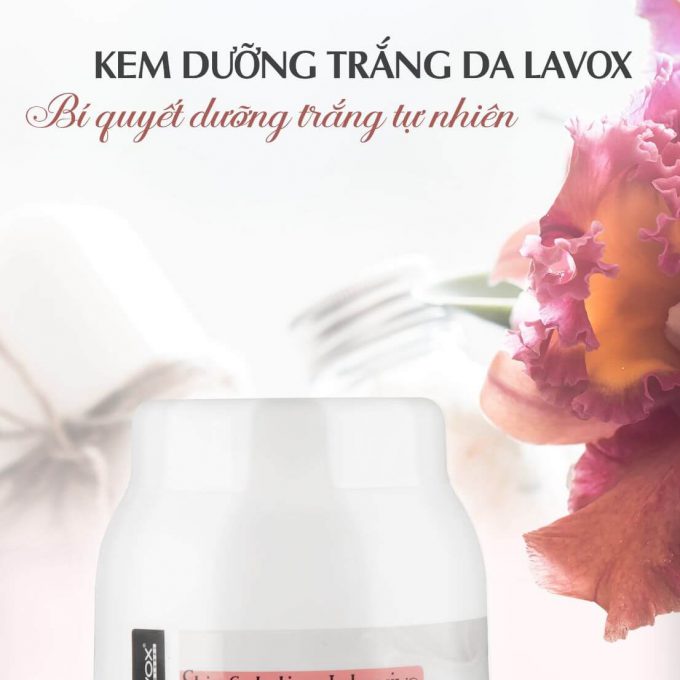 KEM DƯỠNG TRẮNG DA LAVOX
Bí quyết dưỡng trắng tự nhiên